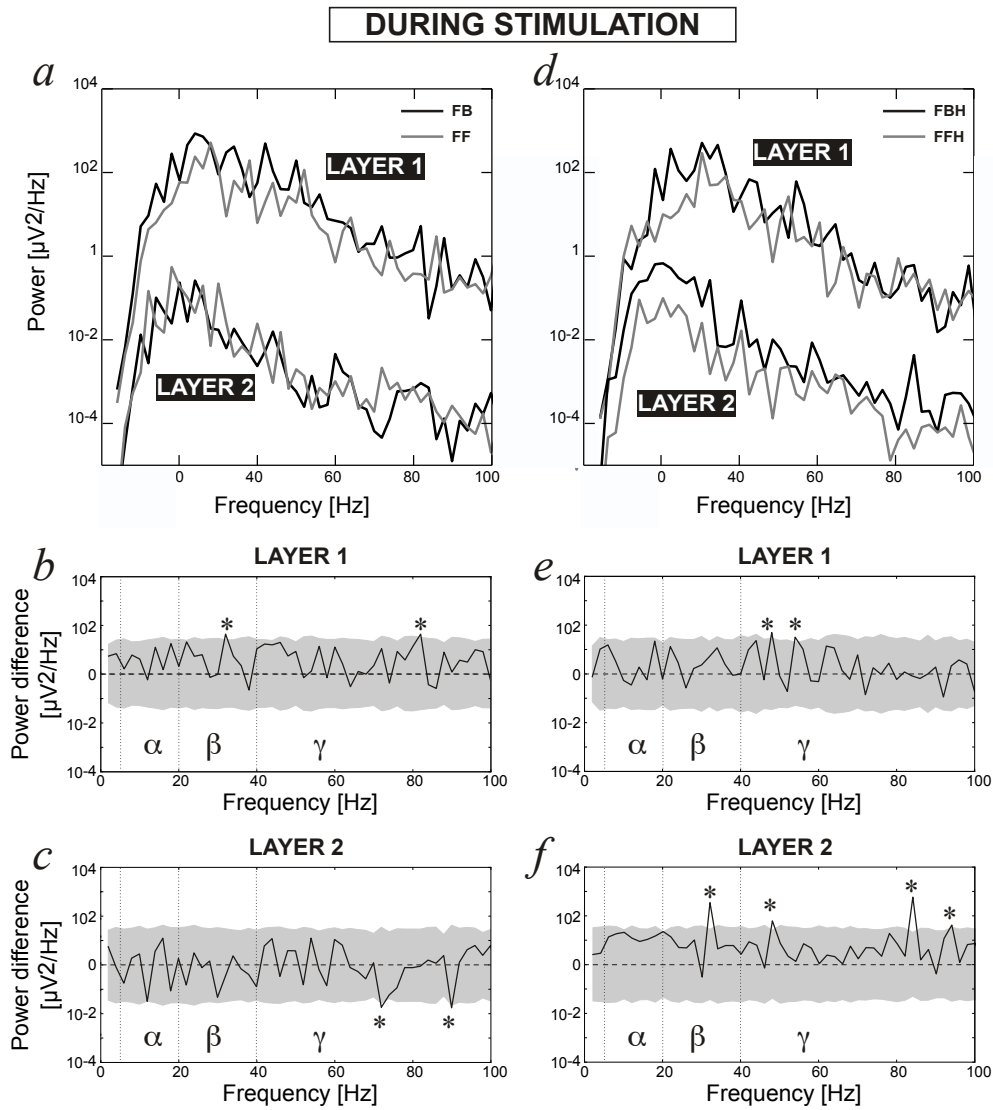 DURING STIMULATION
a
10⁴
10²
1
10⁻²
10⁻⁴
Power [µV2/Hz]
FB
FF
LAYER 1
LAYER 2
0 40 60 80 100
Frequency [Hz]
d
10⁴
10²
1
10⁻²
10⁻⁴
FBH
FFH
LAYER 1
LAYER 2
0 40 60 80 100
Frequency [Hz]
b
LAYER 1
10⁴
10²
0
10⁻²
10⁻⁴
Power difference
[µV2/Hz]
* *
α β γ
0 20 40 60 80 100
Frequency [Hz]
e
LAYER 1
10⁴
10²
0
10⁻²
10⁻⁴
* *
α β γ
0 20 40 60 80 100
Frequency [Hz]
c
LAYER 2
10⁴
10²
0
10⁻²
10⁻⁴
Power difference
[µV2/Hz]
* *
α β γ
0 20 40 60 80 100
Frequency [Hz]
f
LAYER 2
10⁴
10²
0
10⁻²
10⁻⁴
* * * *
α β γ
0 20 40 60 80 100
Frequency [Hz]